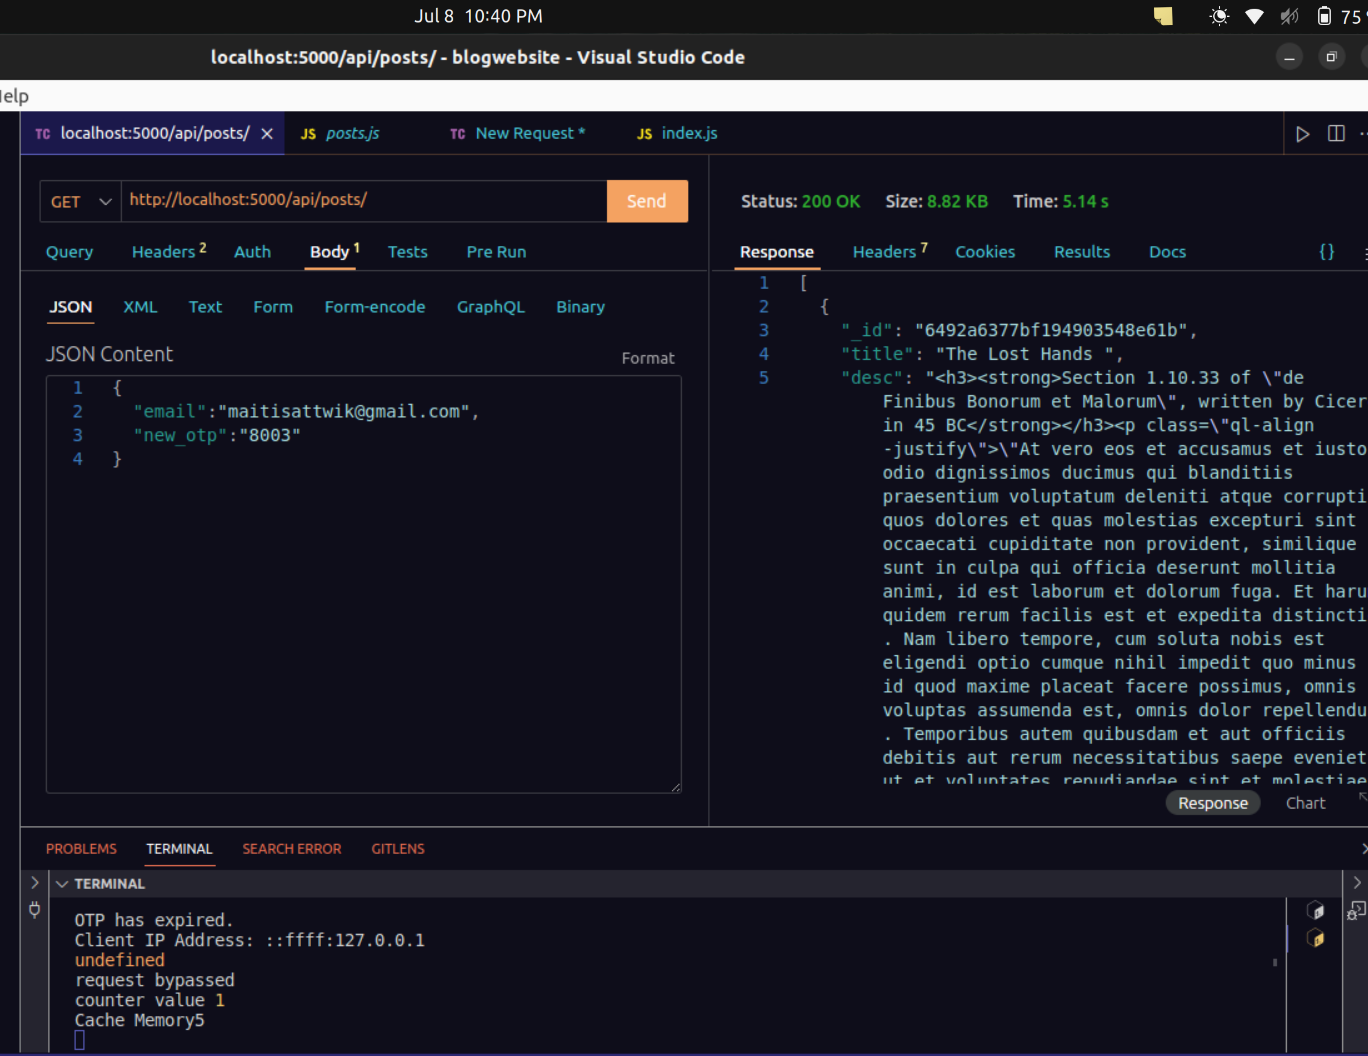 Jul 8 10:40 PM
75
localhost:5000/api/posts/ - blogwebsite - Visual Studio Code
elp
TC localhost:5000/api/posts/
JS posts.js
TC New Request *
JS index.js
GET http://localhost:5000/api/posts/ Send
Query Headers 2 Auth Body 1 Tests Pre Run
JSON XML Text Form Form-encode GraphQL Binary
JSON Content
Format
1 {
2 "email":"maitisattwik@gmail.com",
3 "new_otp":"8003"
4 }
Status: 200 OK Size: 8.82 KB Time: 5.14 s
Response Headers 7 Cookies Results Docs {}
1 [
2 {
3 "_id": "6492a6377bf194903548e61b",
4 "title": "The Lost Hands ",
5 "desc": "<h3><strong>Section 1.10.33 of \"de
Finibus Bonorum et Malorum\", written by Cicer
in 45 BC</strong></h3><p class=\"ql-align
-justify\">\"At vero eos et accusamus et iusto
odio dignissimos ducimus qui blanditiis
praesentium voluptatum deleniti atque corrupti
quos dolores et quas molestias excepturi sint
occaecati cupiditate non provident, similique
sunt in culpa qui officia deserunt mollitia
animi, id est laborum et dolorum fuga. Et haru
quidem rerum facilis est et expedita distincti
. Nam libero tempore, cum soluta nobis est
eligendi optio cumque nihil impedit quo minus
id quod maxime placeat facere possimus, omnis
voluptas assumenda est, omnis dolor repellendu
. Temporibus autem quibusdam et aut officiis
debitis aut rerum necessitatibus saepe eveniet
ut et voluptates repudiandae sint et molestiae
Response Chart
PROBLEMS TERMINAL SEARCH ERROR GITLENS
TERMINAL
OTP has expired.
Client IP Address: ::ffff:127.0.0.1
undefined
request bypassed
counter value 1
Cache Memory5